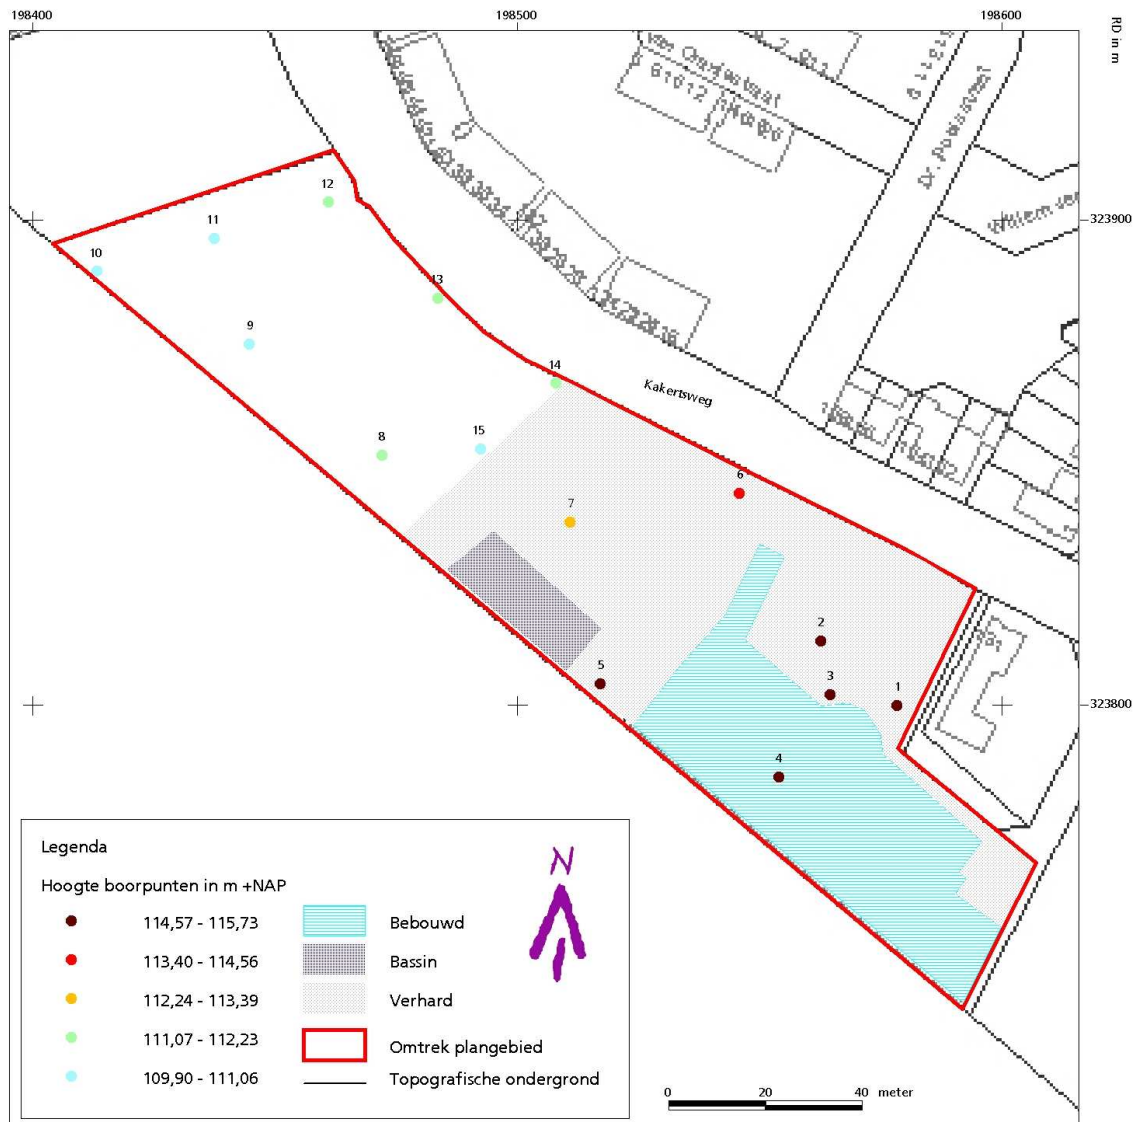 198400 198500 198600
RD in m
Dr. Poelsstraat
12
323900
11
10
13
9
14
Kakertsweg
8
15
6
7
2
5
3
1
323800
4
Legenda
N
Hoogte boorpunten in m +NAP
114,57 - 115,73 Bebouwd
113,40 - 114,56 Bassin
112,24 - 113,39 Verhard
111,07 - 112,23 Omtrek plangebied
109,90 - 111,06 Topografische ondergrond
0 20 40 meter